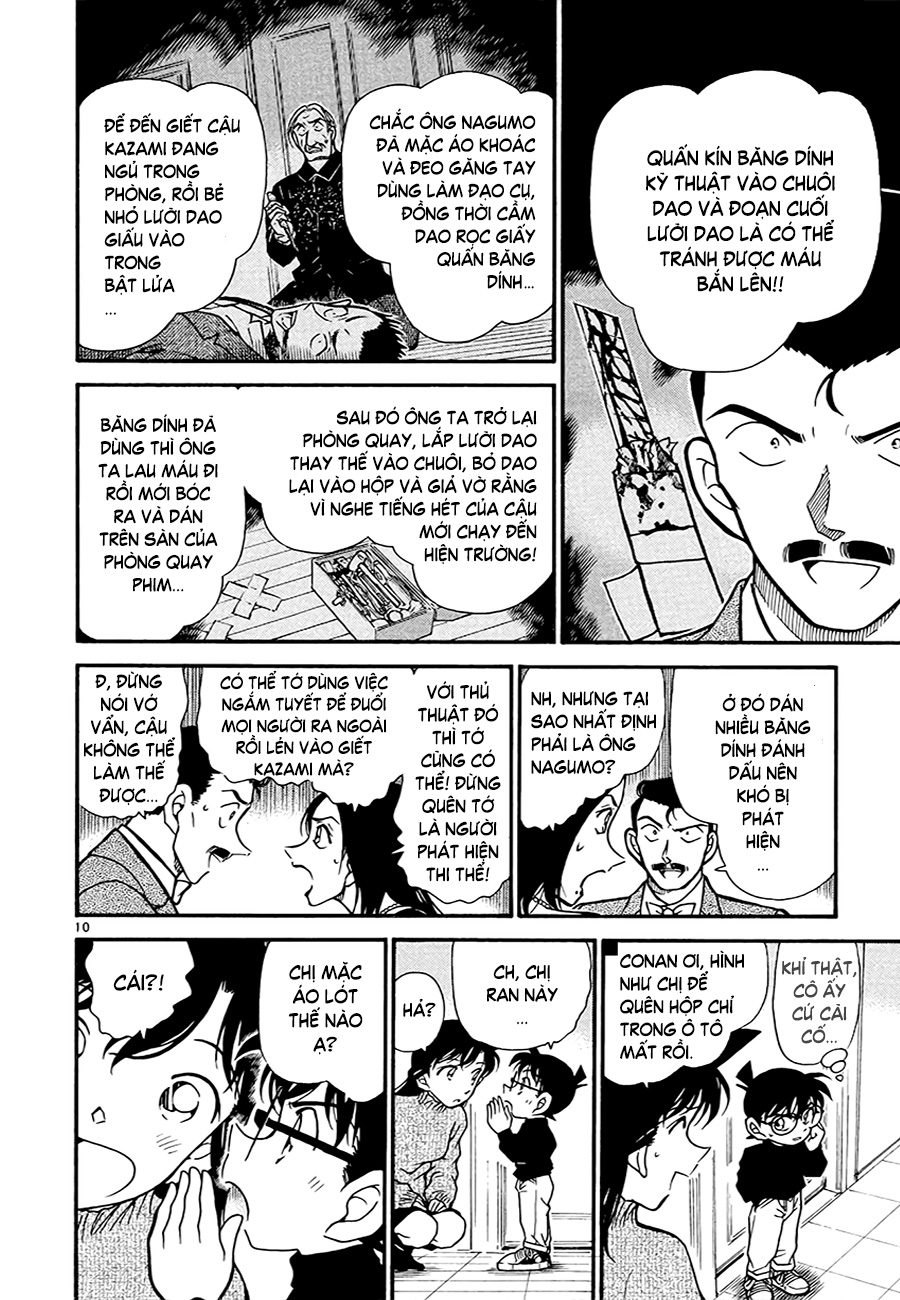 QUẤN KÍN BĂNG DÍNH
KỸ THUẬT VÀO CHUÔI
DAO VÀ ĐOẠN CUỐI
LƯỠI DAO LÀ CÓ THỂ
TRÁNH ĐƯỢC MÁU
BẮN LÊN!!
CHẮC ÔNG NAGUMO
ĐÃ MẶC ÁO KHOÁC
VÀ ĐEO GĂNG TAY
DÙNG LÀM ĐẠO CỤ,
ĐỒNG THỜI CẦM
DAO RỌC GIẤY
QUẤN BĂNG
DÍNH...
ĐỂ ĐẾN GIẾT CẬU
KAZAMI ĐANG
NGỦ TRONG
PHÒNG, RỒI BẺ
NHỎ LƯỠI DAO
GIẤU VÀO
TRONG
BẬT LỬA
...
SAU ĐÓ ÔNG TA TRỞ LẠI
PHÒNG QUAY, LẮP LƯỠI DAO
THAY THẾ VÀO CHUÔI, BỎ DAO
LẠI VÀO HỘP VÀ GIẢ VỜ RẰNG
VÌ NGHE TIẾNG HÉT CỦA CẬU
MỚI CHẠY ĐẾN
HIỆN TRƯỜNG!
BĂNG DÍNH ĐÃ
DÙNG THÌ ÔNG
TA LAU MÁU ĐI
RỒI MỚI BÓC
RA VÀ DÁN
TRÊN SÀN CỦA
PHÒNG QUAY
PHIM...
Ở ĐÓ DÁN
NHIỀU BĂNG
DÍNH ĐÁNH
DẤU NÊN
KHÓ BỊ
PHÁT
HIỆN
...
NH, NHƯNG TẠI
SAO NHẤT ĐỊNH
PHẢI LÀ ÔNG
NAGUMO?
VỚI THỦ
THUẬT ĐÓ
THÌ TỚ
CŨNG CÓ
THỂ! ĐỪNG
QUÊN TỚ
LÀ NGƯỜI
PHÁT HIỆN
THI THỂ!
CÓ THỂ TỚ DÙNG VIỆC
NGẮM TUYẾT ĐỂ ĐUỔI
MỌI NGƯỜI RA NGOÀI
RỒI LẺN VÀO GIẾT
KAZAMI MÀ?
Đ, ĐỪNG
NÓI VỚ
VẨN, CẬU
KHÔNG THỂ
LÀM THẾ
ĐƯỢC...
10
KHỈ THẬT,
CÔ ẤY
CỨ CÃI
CỐ...
CONAN ƠI, HÌNH
NHƯ CHỊ ĐỂ
QUÊN HỘP CHỈ
TRONG Ở TÔ
MẤT RỒI.
CH, CHỊ
RAN NÀY
...
HẢ?
CHỊ MẶC
ÁO LÓT
THẾ NÀO
Ạ?
CÁI?!